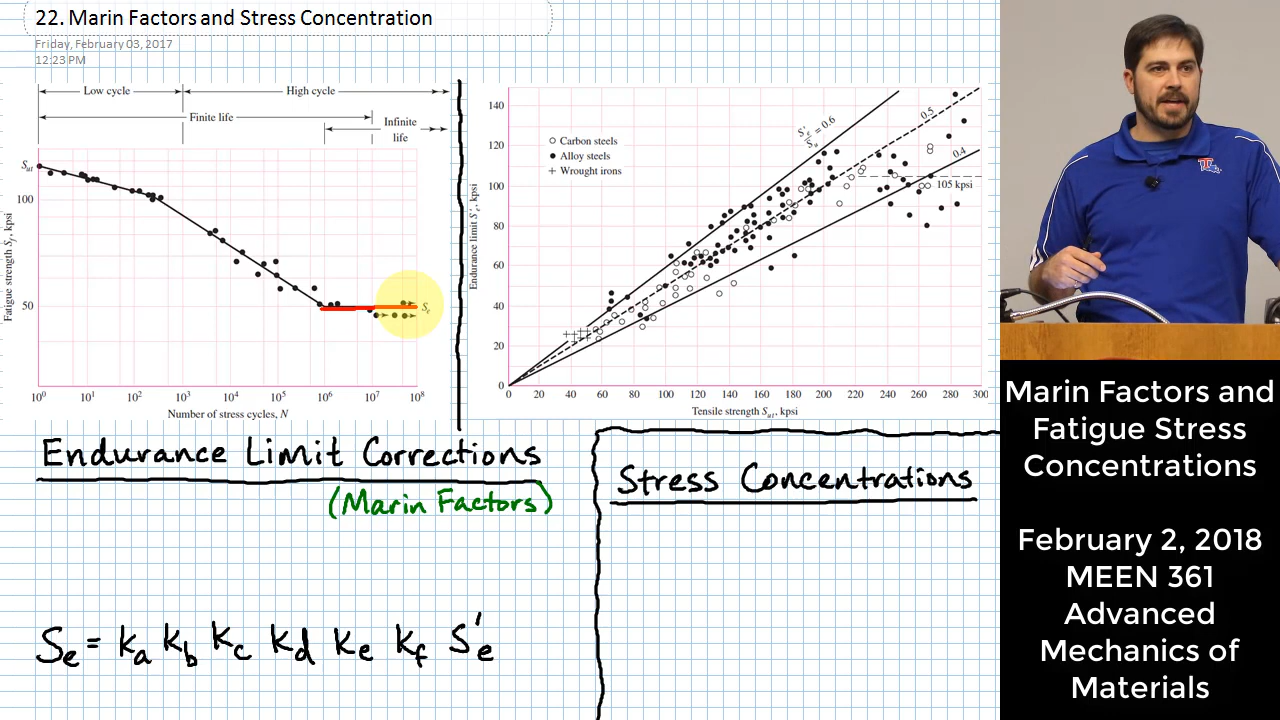 22. Marin Factors and Stress Concentration
Friday, February 03, 2017
12:23 PM
Low cycle
High cycle
Finite life
Infinite
life
Sut
100
50
Se
Fatigue strength Sf, kpsi
10^0 10^1 10^2 10^3 10^4 10^5 10^6 10^7 10^8
Number of stress cycles, N
140
120
100
80
60
40
20
0
Endurance limit S'e, kpsi
○ Carbon steels
● Alloy steels
+ Wrought irons
S'e/Su = 0.6
0.5
0.4
105 kpsi
0 20 40 60 80 100 120 140 160 180 200 220 240 260 280 300
Tensile strength Sut, kpsi
Endurance Limit Corrections
(Marin Factors)
Se = ka kb kc kd ke kf S'e
Stress Concentrations
Marin Factors and
Fatigue Stress
Concentrations
February 2, 2018
MEEN 361
Advanced
Mechanics of
Materials